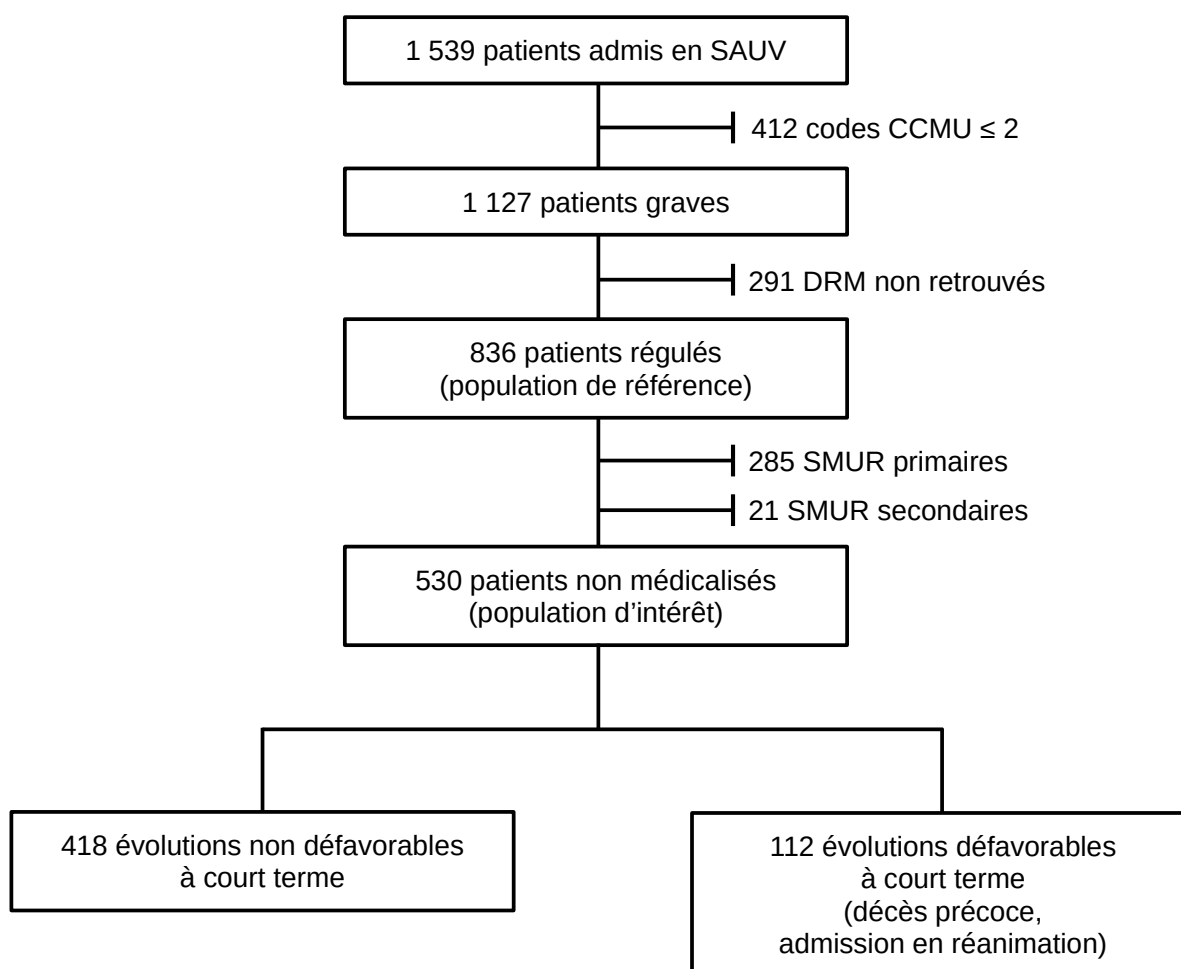 1 539 patients admis en SAUV
412 codes CCMU ≤ 2
1 127 patients graves
291 DRM non retrouvés
836 patients régulés
(population de référence)
285 SMUR primaires
21 SMUR secondaires
530 patients non médicalisés
(population d’intérêt)
418 évolutions non défavorables
à court terme
112 évolutions défavorables
à court terme
(décès précoce,
admission en réanimation)